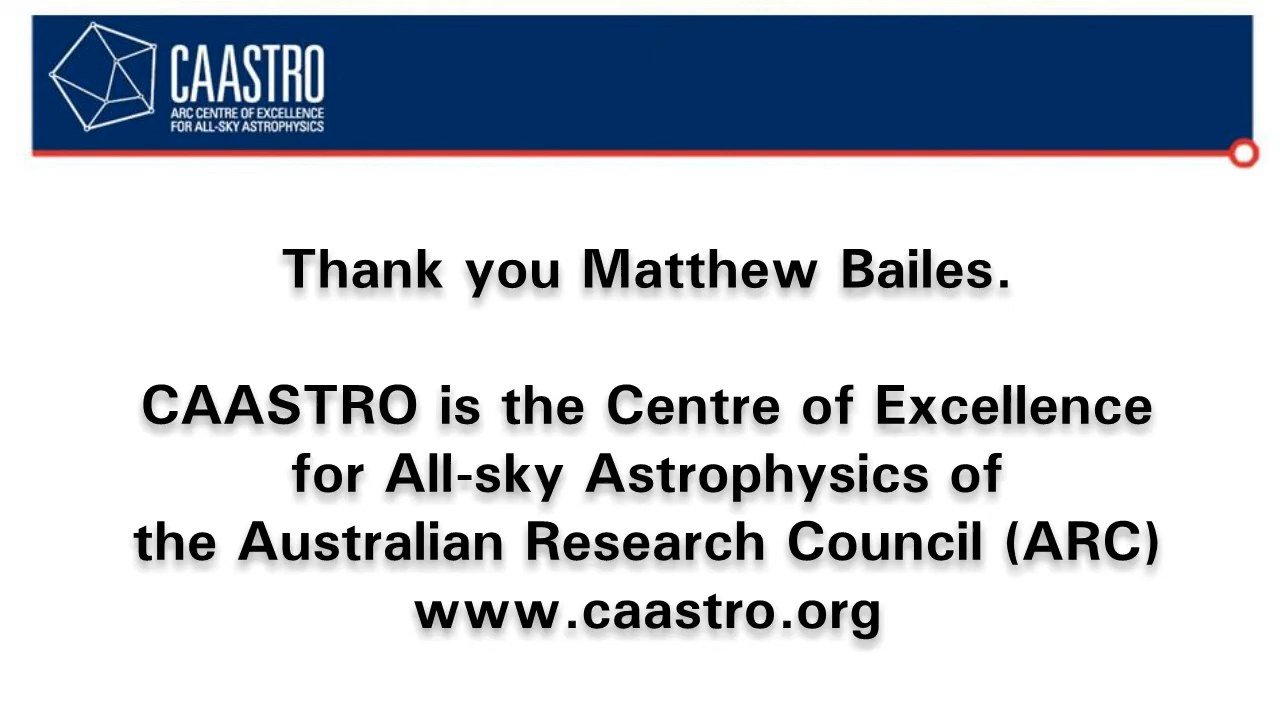 CAASTRO
ARC CENTRE OF EXCELLENCE
FOR ALL-SKY ASTROPHYSICS
Thank you Matthew Bailes.
CAASTRO is the Centre of Excellence
for All-sky Astrophysics of
the Australian Research Council (ARC)
www.caastro.org